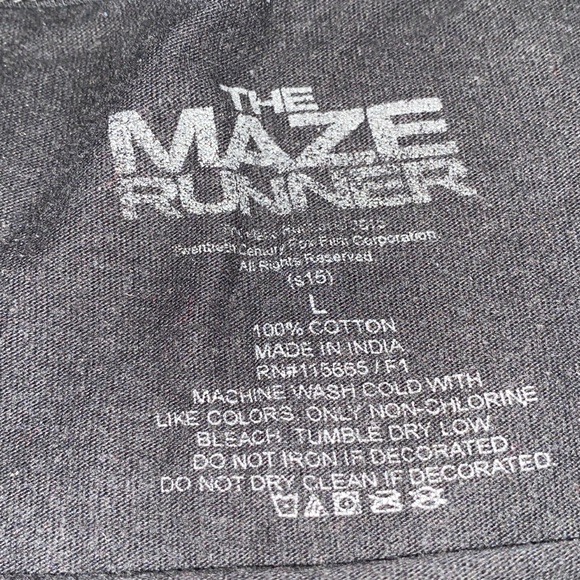 THE
MAZE
RUNNER
Twentieth Century Fox Film Corporation.
All Rights Reserved
(s15)
L
100% COTTON
MADE IN INDIA
RN#115665 / F1
MACHINE WASH COLD WITH
LIKE COLORS. ONLY NON-CHLORINE
BLEACH. TUMBLE DRY LOW.
DO NOT IRON IF DECORATED.
DO NOT DRY CLEAN IF DECORATED.